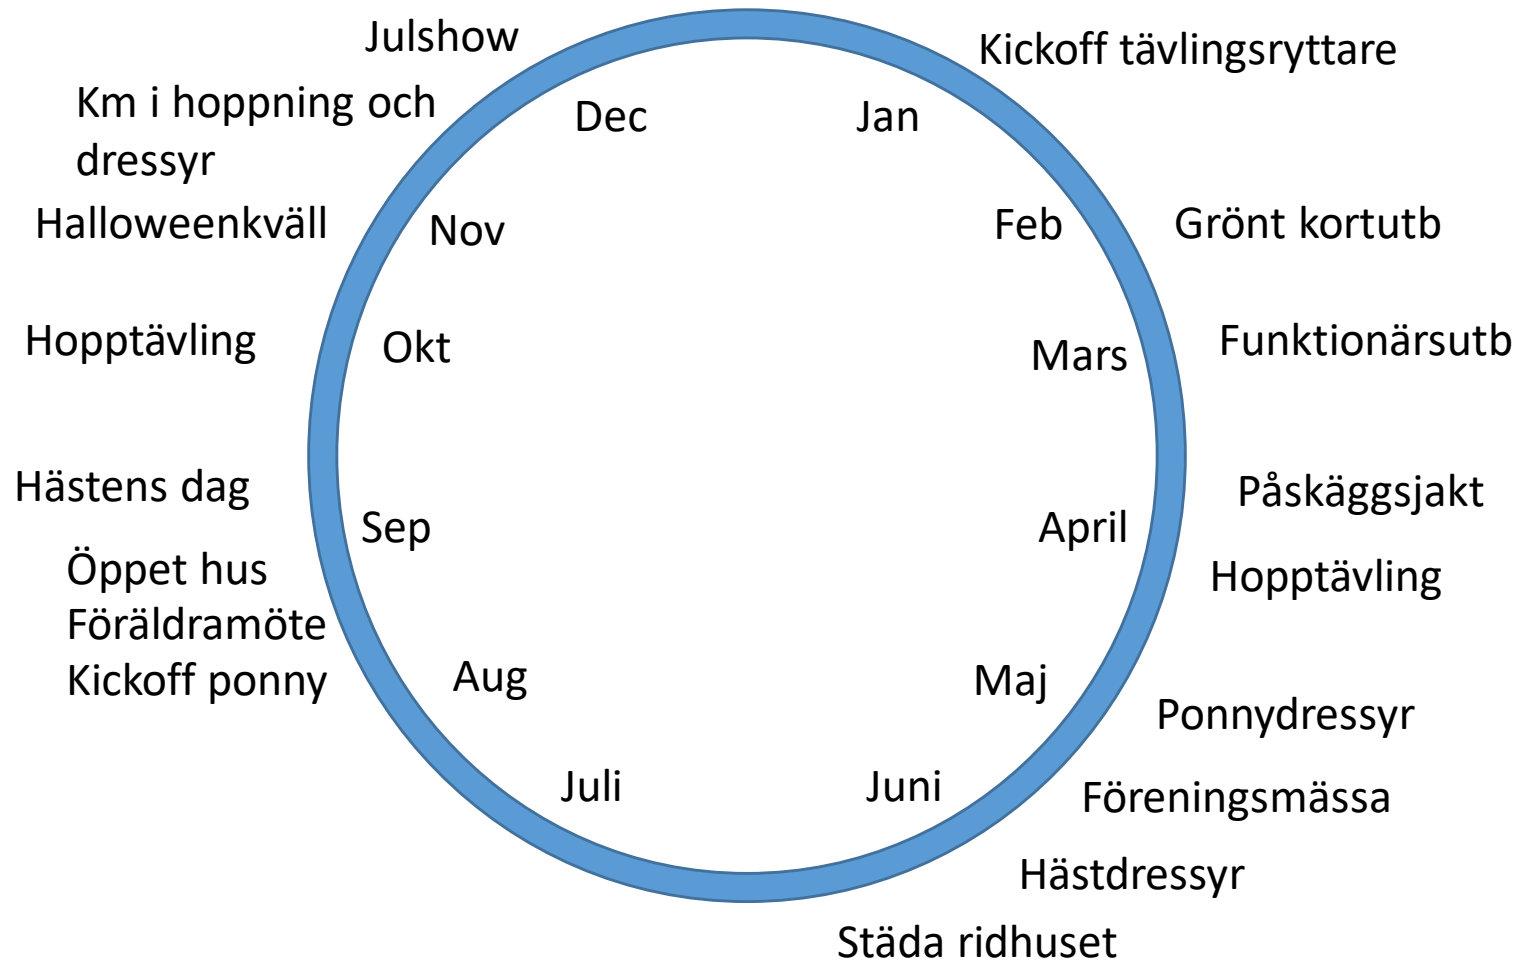 Julshow
Kickoff tävlingsryttare
Km i hoppning och
dressyr
Dec
Jan
Halloweenkväll
Nov
Feb
Grönt kortutb
Hopptävling
Okt
Mars
Funktionärsutb
Hästens dag
Påskäggsjakt
Sep
April
Öppet hus
Hopptävling
Föräldramöte
Kickoff ponny
Aug
Maj
Ponnydressyr
Juli
Juni
Föreningsmässa
Hästdressyr
Städa ridhuset